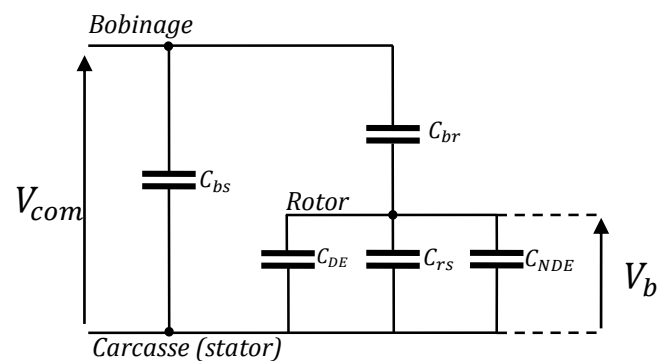 Bobinage
C_br
C_bs
V_com
Rotor
C_DE
C_rs
C_NDE
V_b
Carcasse (stator)